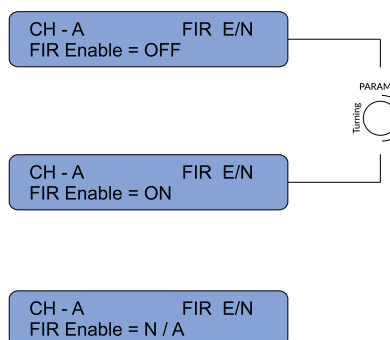 CH - A FIR E/N
FIR Enable = OFF
PARAM
Turning
CH - A FIR E/N
FIR Enable = ON
CH - A FIR E/N
FIR Enable = N / A